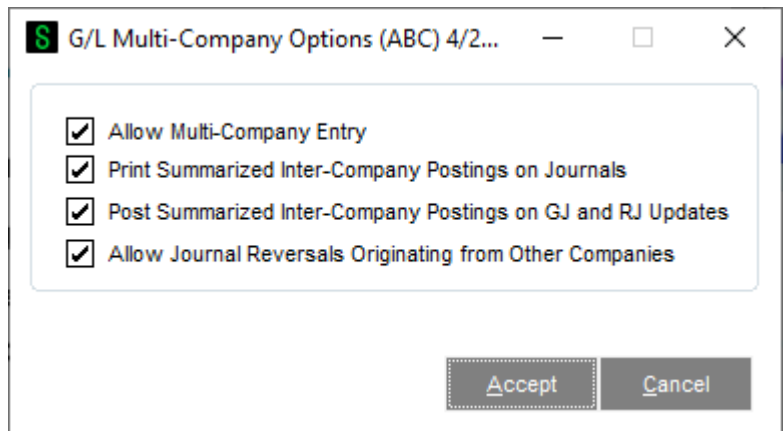 S G/L Multi-Company Options (ABC) 4/2...
Allow Multi-Company Entry
Print Summarized Inter-Company Postings on Journals
Post Summarized Inter-Company Postings on GJ and RJ Updates
Allow Journal Reversals Originating from Other Companies
Accept Cancel